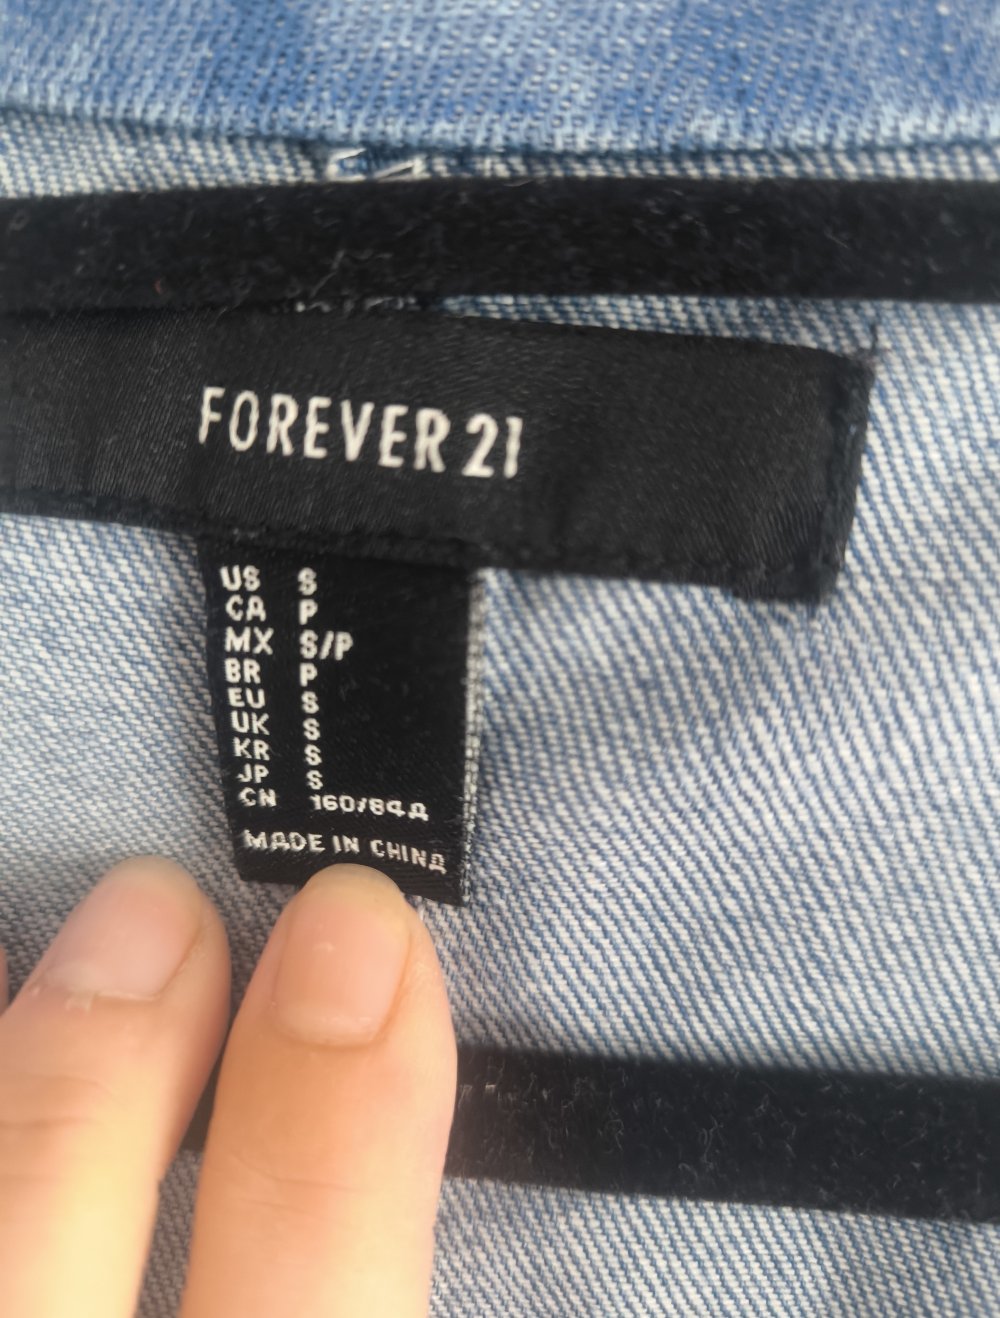 FOREVER 21
US S
CA P
MX S/P
BR P
EU S
UK S
KR S
JP S
CN 160/84A
MADE IN CHINA